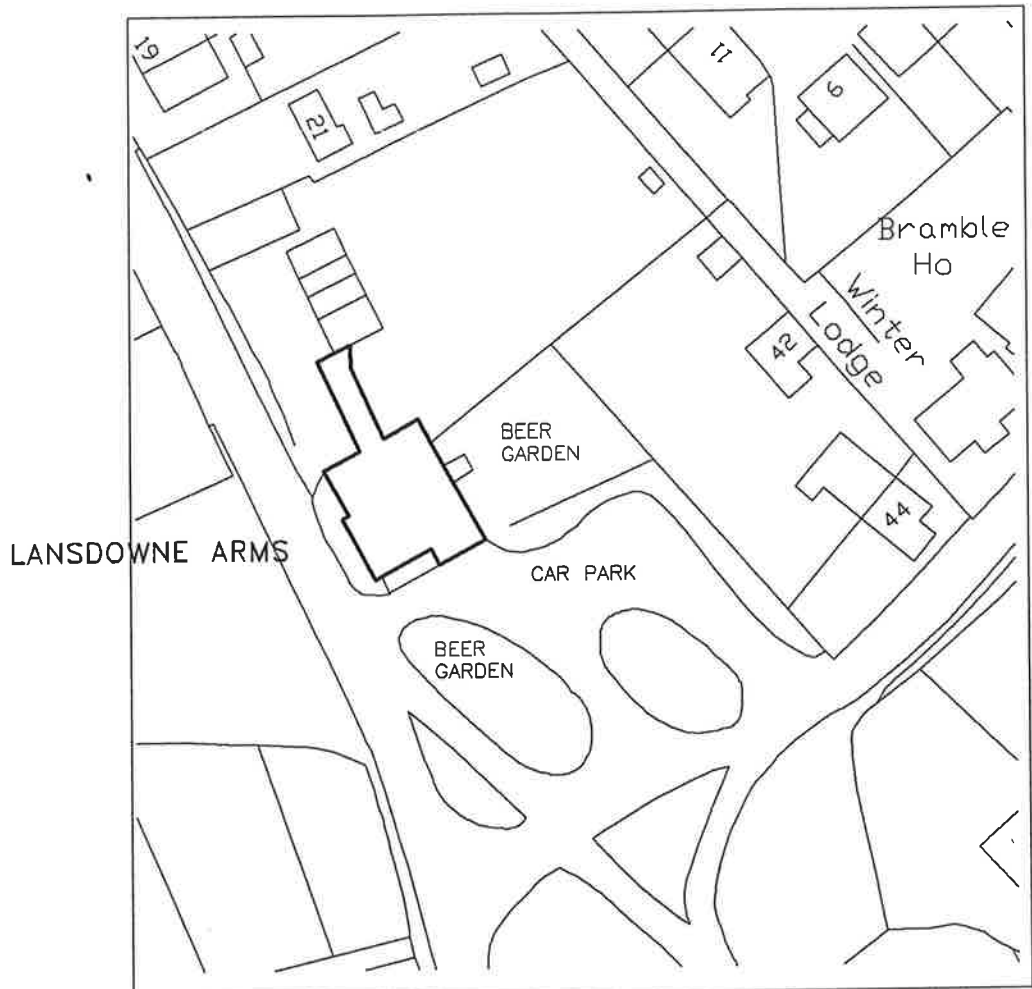 19
21
11
6
Bramble
Ho
Winter
Lodge
42
BEER
GARDEN
44
LANSDOWNE ARMS
CAR PARK
BEER
GARDEN